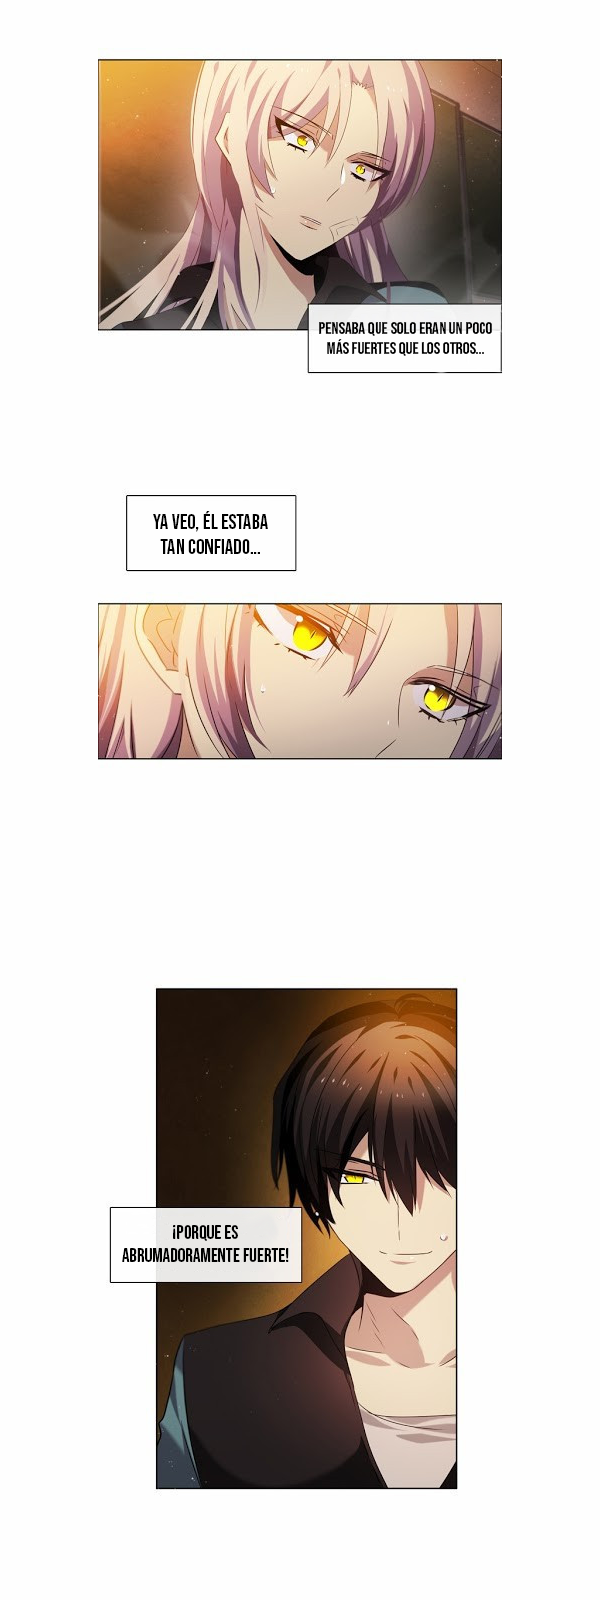 PENSABA QUE SOLO ERAN UN POCO
MÁS FUERTES QUE LOS OTROS...
YA VEO, ÉL ESTABA
TAN CONFIADO...
¡PORQUE ES
ABRUMADORAMENTE FUERTE!